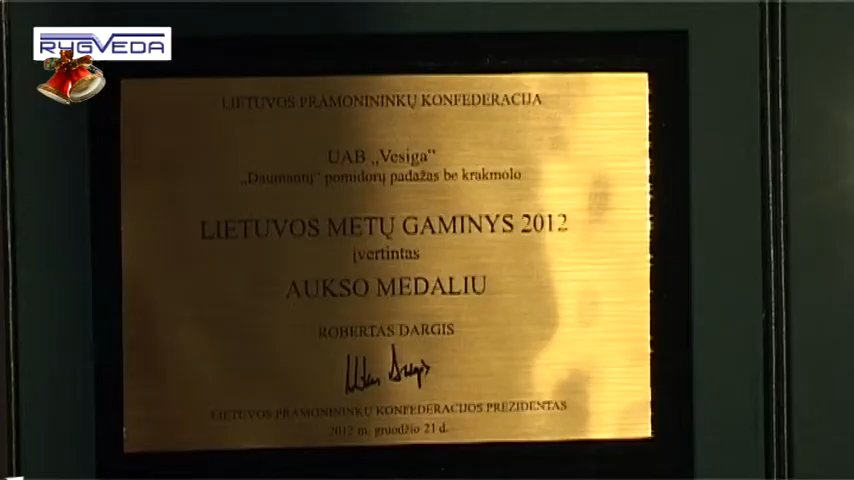 RYGVEDA
LIETUVOS PRAMONININKŲ KONFEDERACIJA
UAB „Vesiga“
„Daumantų“ pomidorų padažas be krakmolo
LIETUVOS METŲ GAMINYS 2012
įvertintas
AUKSO MEDALIU
ROBERTAS DARGIS
LIETUVOS PRAMONININKŲ KONFEDERACIJOS PREZIDENTAS
2012 m. gruodžio 21 d.